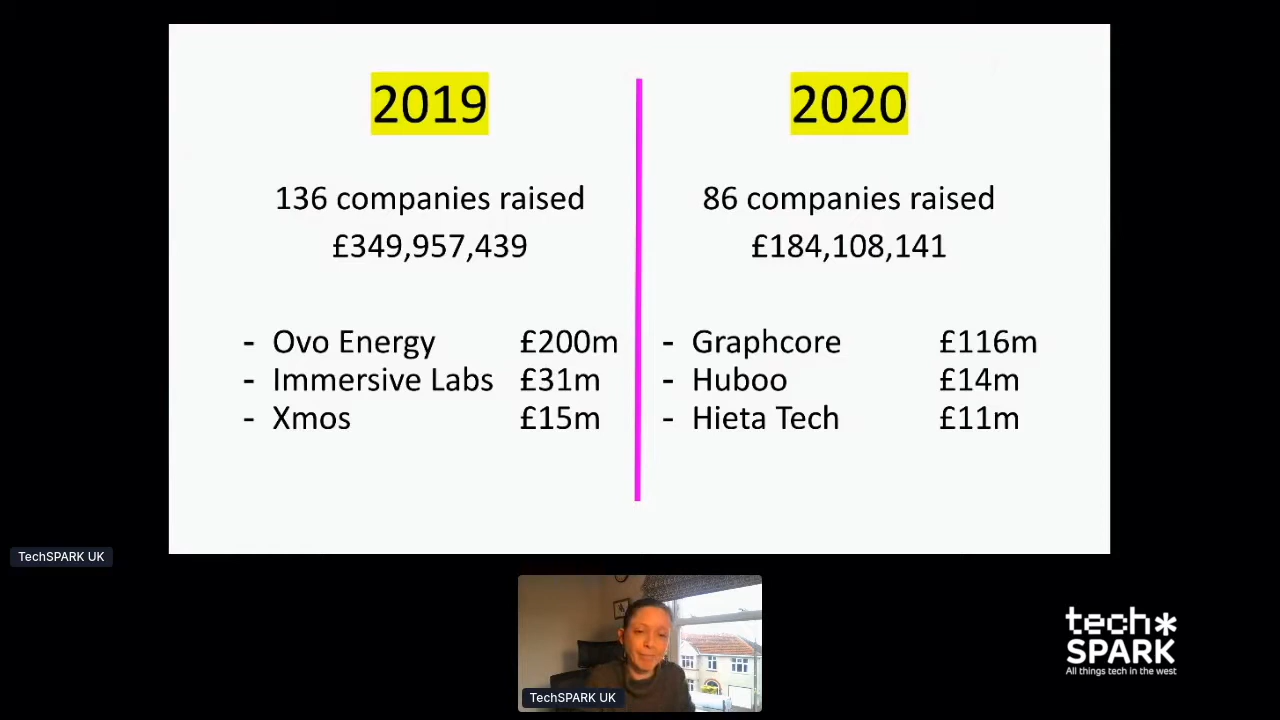 2019
136 companies raised
£349,957,439
- Ovo Energy £200m
- Immersive Labs £31m
- Xmos £15m
2020
86 companies raised
£184,108,141
- Graphcore £116m
- Huboo £14m
- Hieta Tech £11m
TechSPARK UK
TechSPARK UK
tech*
SPARK
All things tech in the west